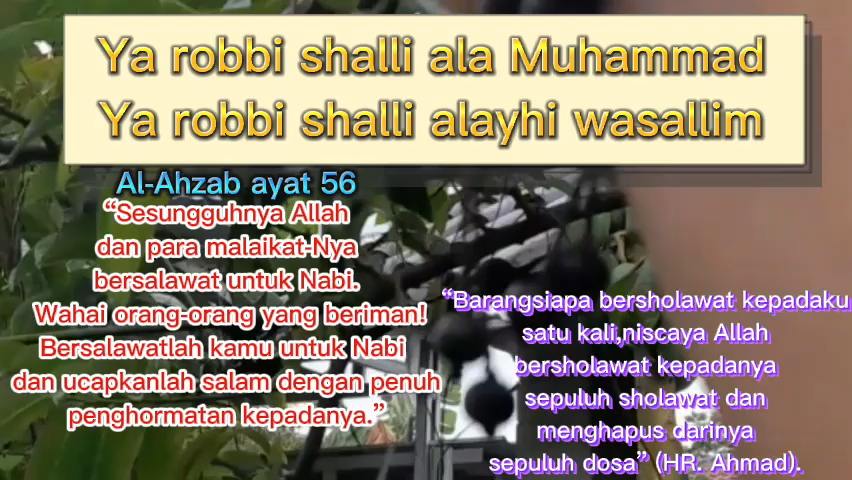 Ya robbi shalli ala Muhammad
Ya robbi shalli alayhi wasallim
Al-Ahzab ayat 56
“Sesungguhnya Allah
dan para malaikat-Nya
bersalawat untuk Nabi.
Wahai orang-orang yang beriman!
Bersalawatlah kamu untuk Nabi
dan ucapkanlah salam dengan penuh
penghormatan kepadanya.”
“Barangsiapa bersholawat kepadaku
satu kali,niscaya Allah
bersholawat kepadanya
sepuluh sholawat dan
menghapus darinya
sepuluh dosa” (HR. Ahmad).